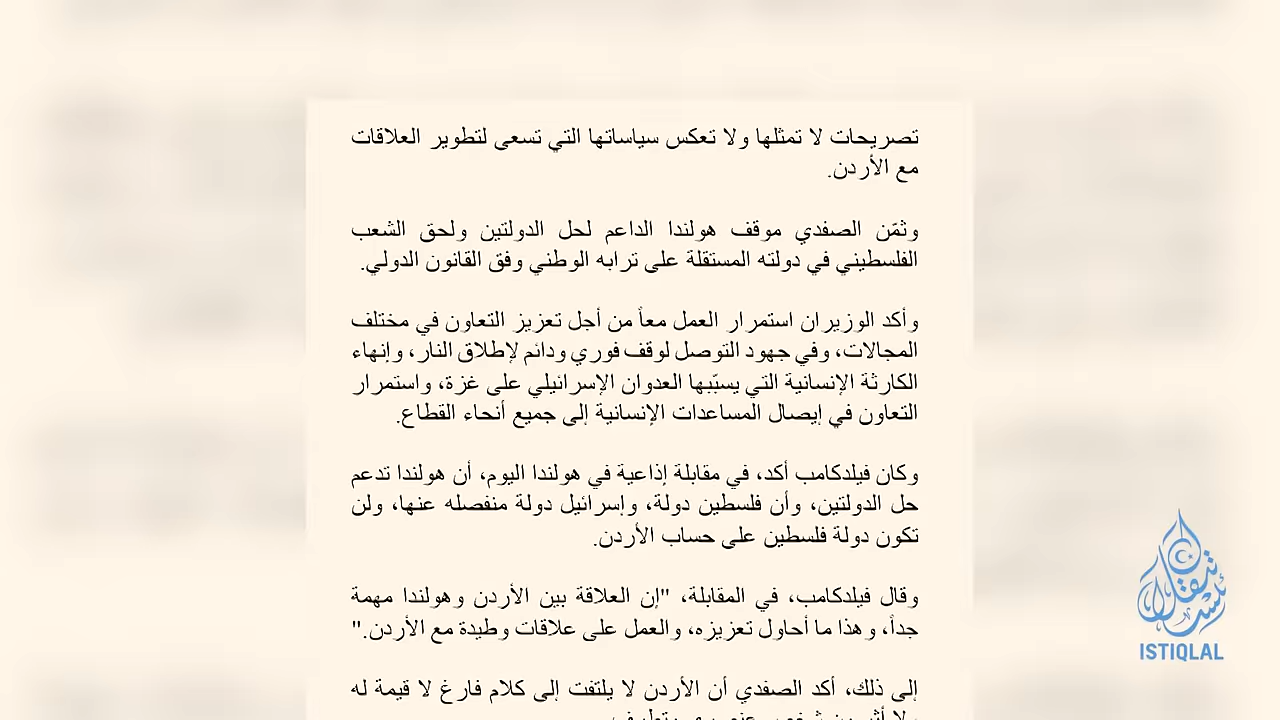 تصريحات لا تمثلها ولا تعكس سياساتها التي تسعى لتطوير العلاقات
مع الأردن.
وثمّن الصفدي موقف هولندا الداعم لحل الدولتين ولحق الشعب
الفلسطيني في دولته المستقلة على ترابه الوطني وفق القانون الدولي.
وأكد الوزيران استمرار العمل معاً من أجل تعزيز التعاون في مختلف
المجالات، وفي جهود التوصل لوقف فوري ودائم لإطلاق النار، وإنهاء
الكارثة الإنسانية التي يسبّبها العدوان الإسرائيلي على غزة، واستمرار
التعاون في إيصال المساعدات الإنسانية إلى جميع أنحاء القطاع.
وكان فيلدكامب أكد، في مقابلة إذاعية في هولندا اليوم، أن هولندا تدعم
حل الدولتين، وأن فلسطين دولة، وإسرائيل دولة منفصله عنها، ولن
تكون دولة فلسطين على حساب الأردن.
وقال فيلدكامب، في المقابلة، "إن العلاقة بين الأردن وهولندا مهمة
جداً، وهذا ما أحاول تعزيزه، والعمل على علاقات وطيدة مع الأردن."
إلى ذلك، أكد الصفدي أن الأردن لا يلتفت إلى كلام فارغ لا قيمة له
ISTIQLAL